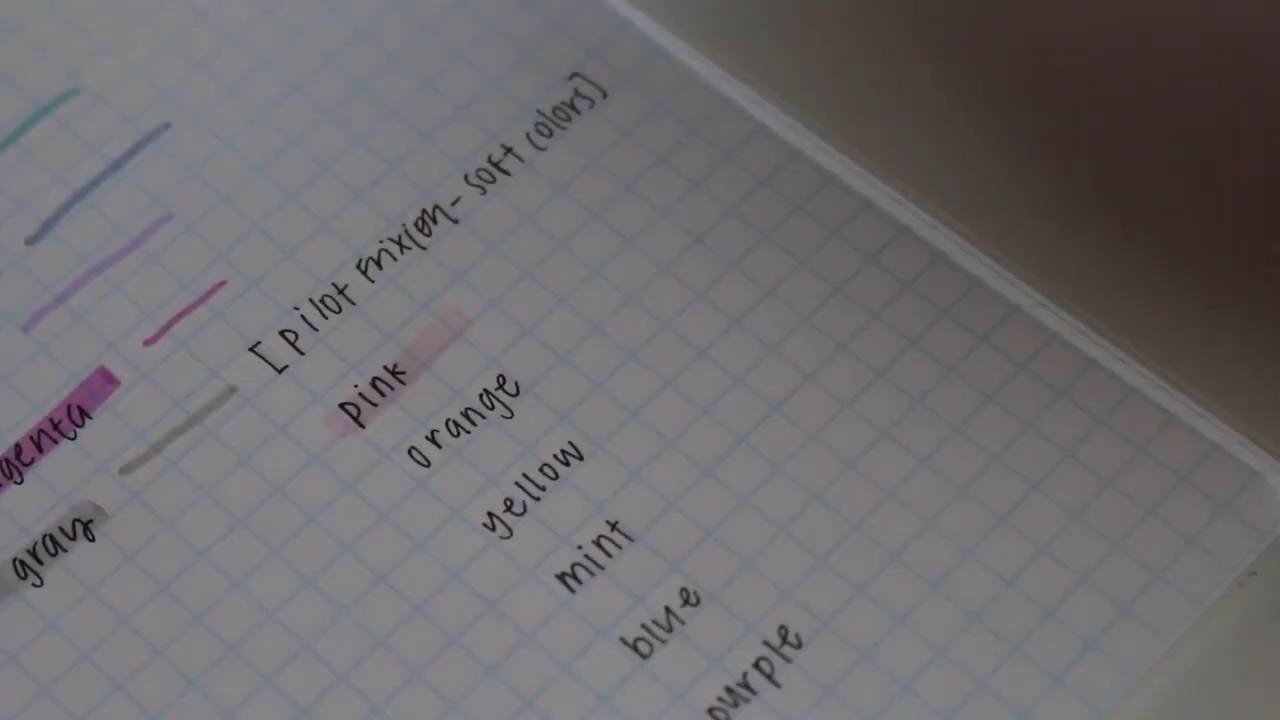 genta
gray
[pilot Frixion - soft colors]
pink
orange
yellow
mint
blue
purple